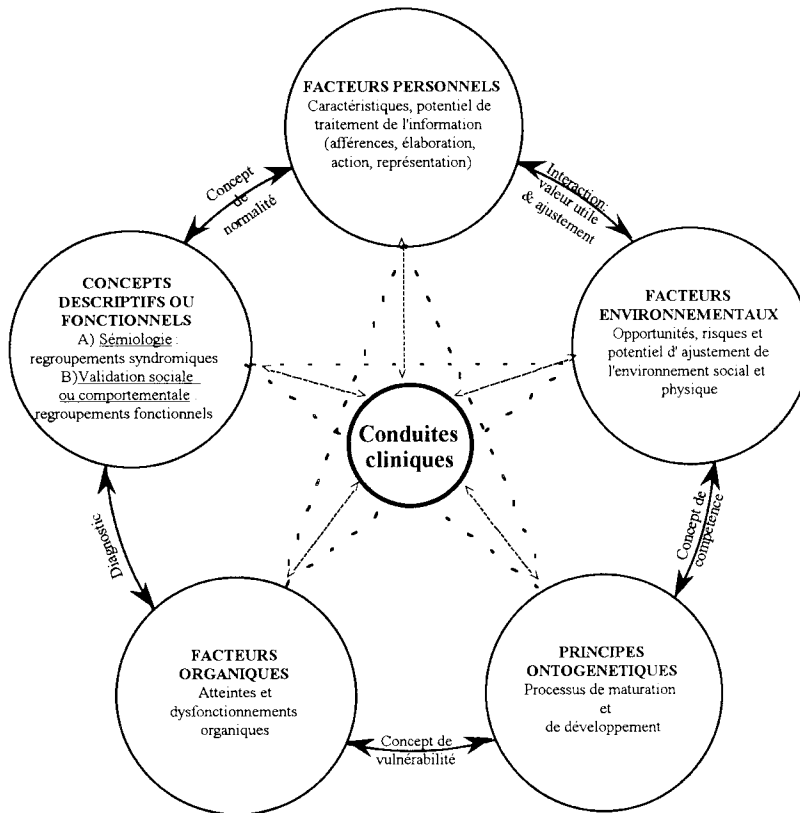 FACTEURS PERSONNELS
Caractéristiques, potentiel de
traitement de l'information
(afférences, élaboration,
action, représentation)
Concept
de
normalité
Interaction:
valeur utile
& ajustement
CONCEPTS
DESCRIPTIFS OU
FONCTIONNELS
A) Sémiologie :
regroupements syndromiques
B)Validation sociale
ou comportementale :
regroupements fonctionnels
FACTEURS
ENVIRONNEMENTAUX
Opportunités, risques et
potentiel d' ajustement de
l'environnement social et
physique
Conduites
cliniques
Diagnostic
Concept de
compétence
FACTEURS
ORGANIQUES
Atteintes et
dysfonctionnements
organiques
Concept de
vulnérabilité
PRINCIPES
ONTOGENETIQUES
Processus de maturation
et
de développement